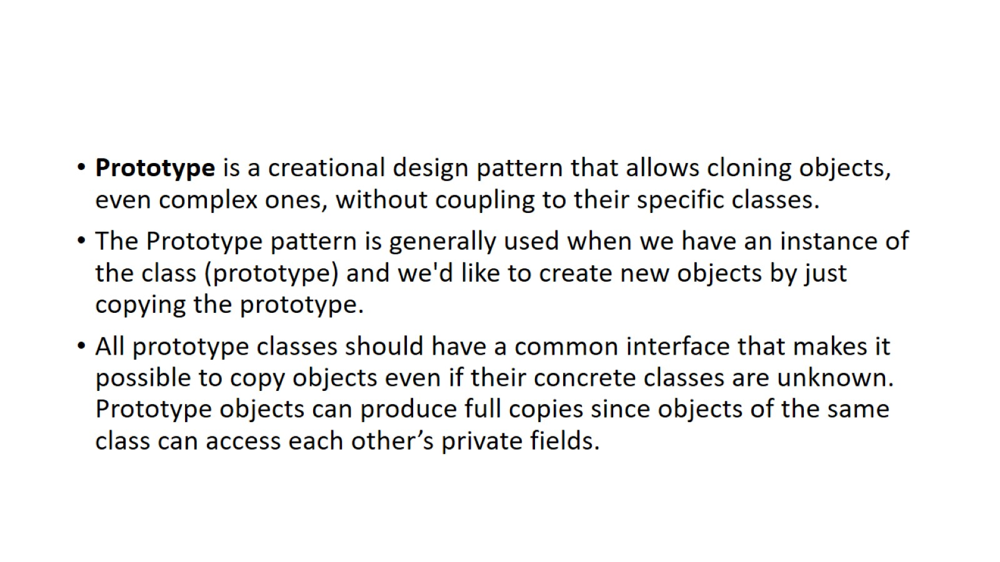 • Prototype is a creational design pattern that allows cloning objects,
even complex ones, without coupling to their specific classes.
• The Prototype pattern is generally used when we have an instance of
the class (prototype) and we'd like to create new objects by just
copying the prototype.
• All prototype classes should have a common interface that makes it
possible to copy objects even if their concrete classes are unknown.
Prototype objects can produce full copies since objects of the same
class can access each other’s private fields.